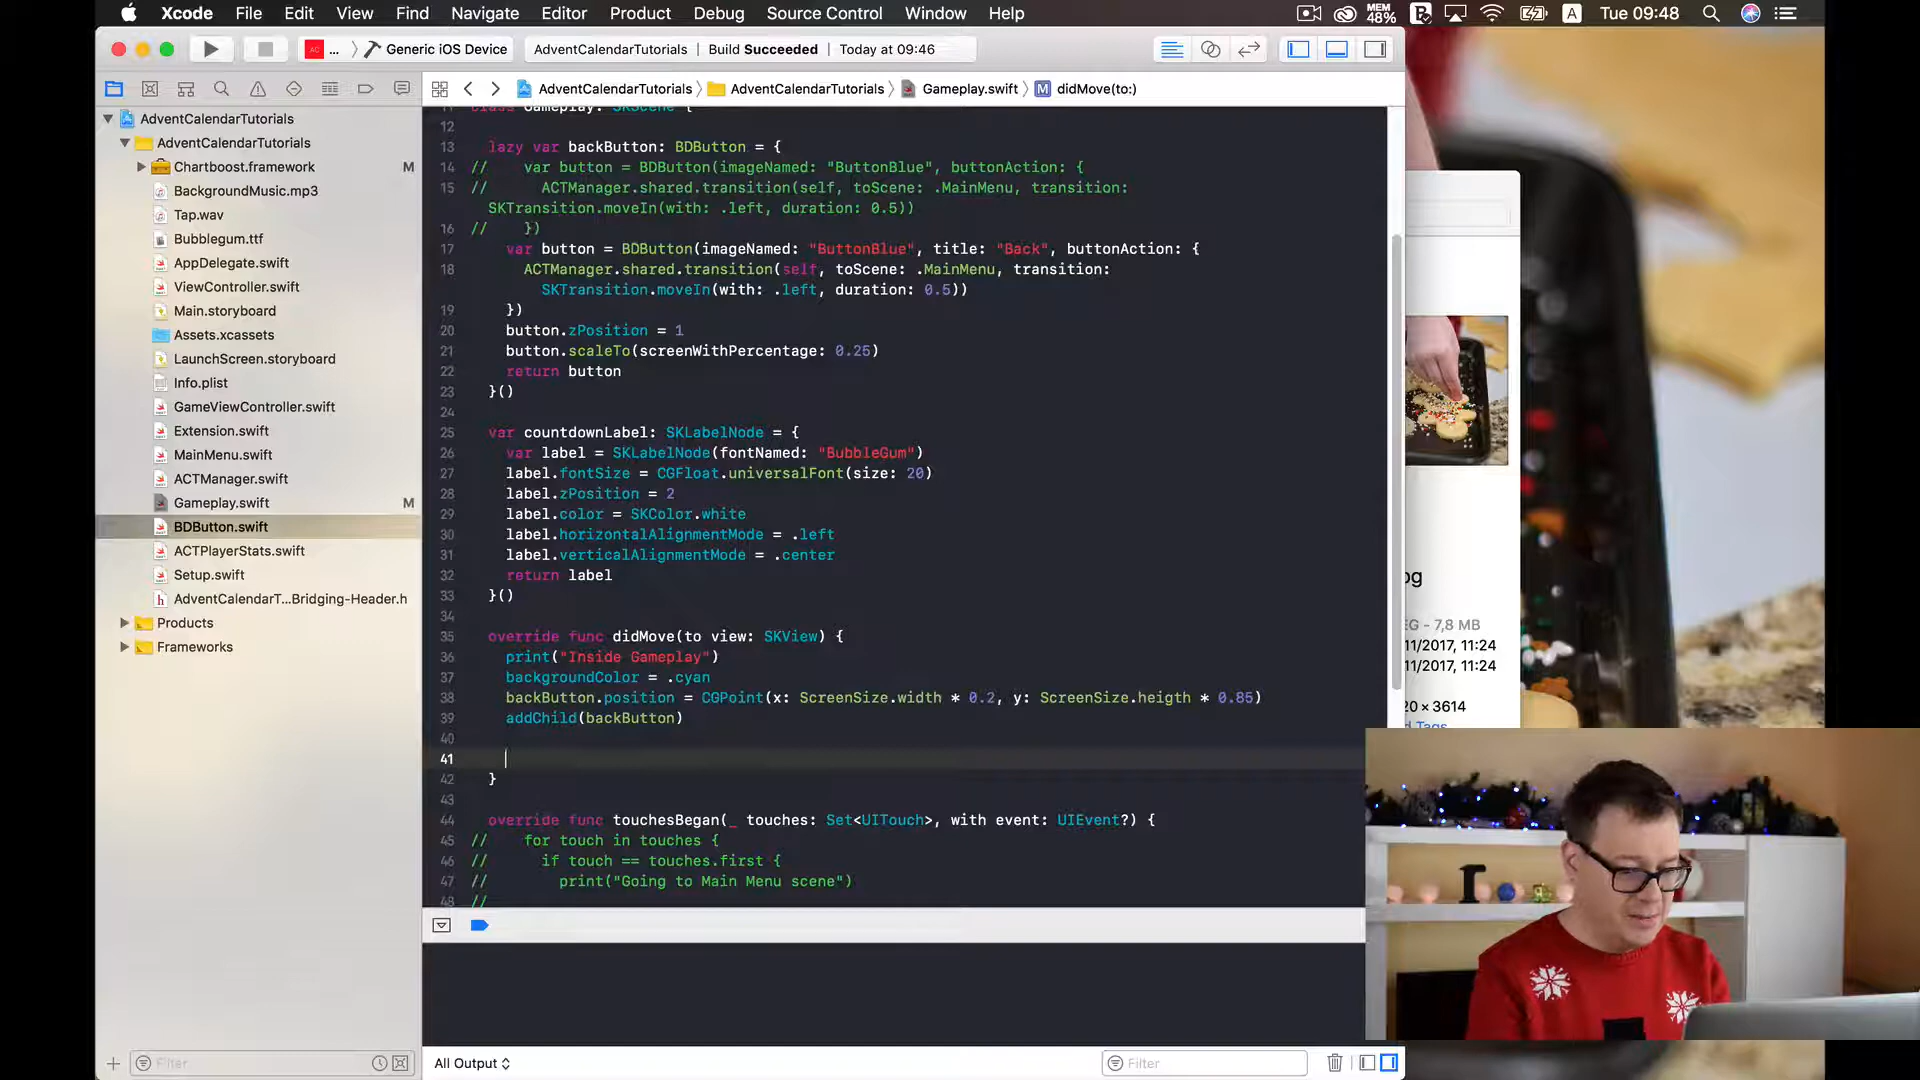 Xcode File Edit View Find Navigate Editor Product Debug Source Control Window Help MEM 48% A Tue 09:48
... Generic iOS Device AdventCalendarTutorials | Build Succeeded | Today at 09:46
AdventCalendarTutorials AdventCalendarTutorials Gameplay.swift didMove(to:)
AdventCalendarTutorials
AdventCalendarTutorials
Chartboost.framework M
BackgroundMusic.mp3
Tap.wav
Bubblegum.ttf
AppDelegate.swift
ViewController.swift
Main.storyboard
Assets.xcassets
LaunchScreen.storyboard
Info.plist
GameViewController.swift
Extension.swift
MainMenu.swift
ACTManager.swift
Gameplay.swift M
BDButton.swift
ACTPlayerStats.swift
Setup.swift
AdventCalendarT...Bridging-Header.h
Products
Frameworks
Filter
class Gameplay: SKScene {
12
13 lazy var backButton: BDButton = {
14 // var button = BDButton(imageNamed: "ButtonBlue", buttonAction: {
15 // ACTManager.shared.transition(self, toScene: .MainMenu, transition:
SKTransition.moveIn(with: .left, duration: 0.5))
16 // })
17 var button = BDButton(imageNamed: "ButtonBlue", title: "Back", buttonAction: {
18 ACTManager.shared.transition(self, toScene: .MainMenu, transition:
SKTransition.moveIn(with: .left, duration: 0.5))
19 })
20 button.zPosition = 1
21 button.scaleTo(screenWithPercentage: 0.25)
22 return button
23 }()
24
25 var countdownLabel: SKLabelNode = {
26 var label = SKLabelNode(fontNamed: "BubbleGum")
27 label.fontSize = CGFloat.universalFont(size: 20)
28 label.zPosition = 2
29 label.color = SKColor.white
30 label.horizontalAlignmentMode = .left
31 label.verticalAlignmentMode = .center
32 return label
33 }()
34
35 override func didMove(to view: SKView) {
36 print("Inside Gameplay")
37 backgroundColor = .cyan
38 backButton.position = CGPoint(x: ScreenSize.width * 0.2, y: ScreenSize.heigth * 0.85)
39 addChild(backButton)
40
41
42 }
43
44 override func touchesBegan(_ touches: Set<UITouch>, with event: UIEvent?) {
45 // for touch in touches {
46 // if touch == touches.first {
47 // print("Going to Main Menu scene")
48 //
All Output Filter
EG - 7,8 MB
11/2017, 11:24
11/2017, 11:24
20 × 3614